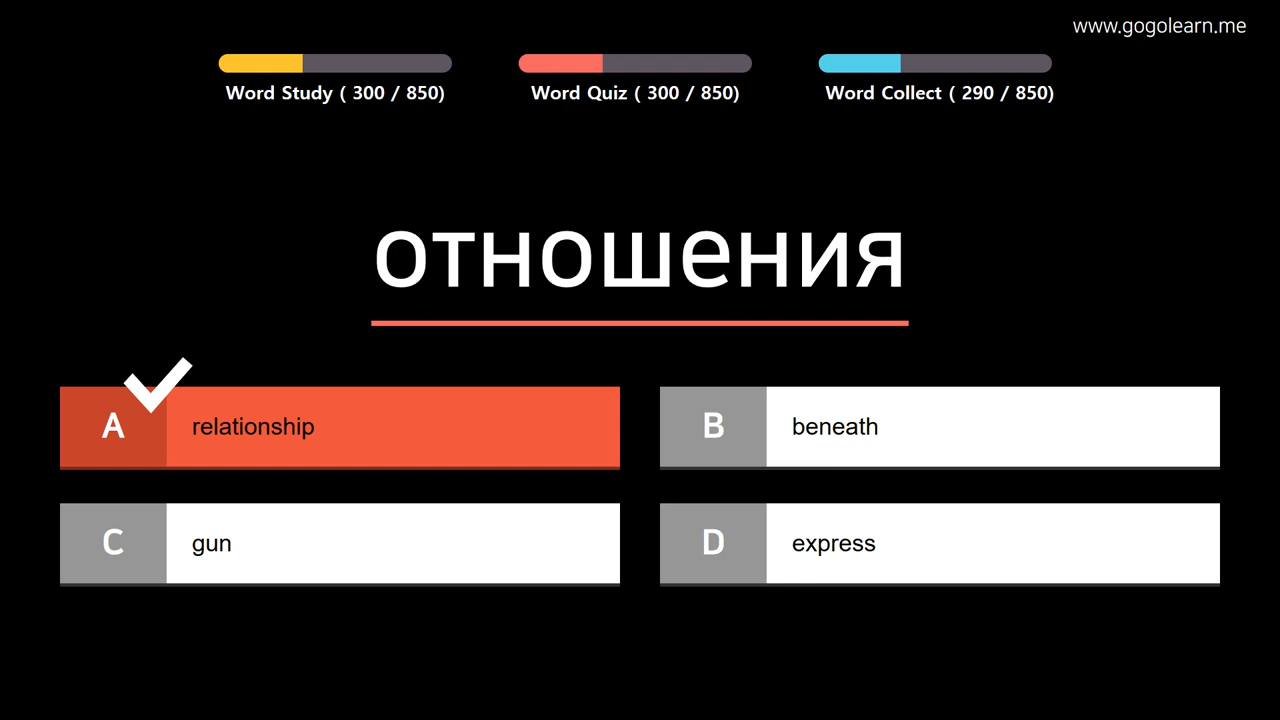 www.gogolearn.me
Word Study ( 300 / 850)
Word Quiz ( 300 / 850)
Word Collect ( 290 / 850)
отношения
A relationship
B beneath
C gun
D express